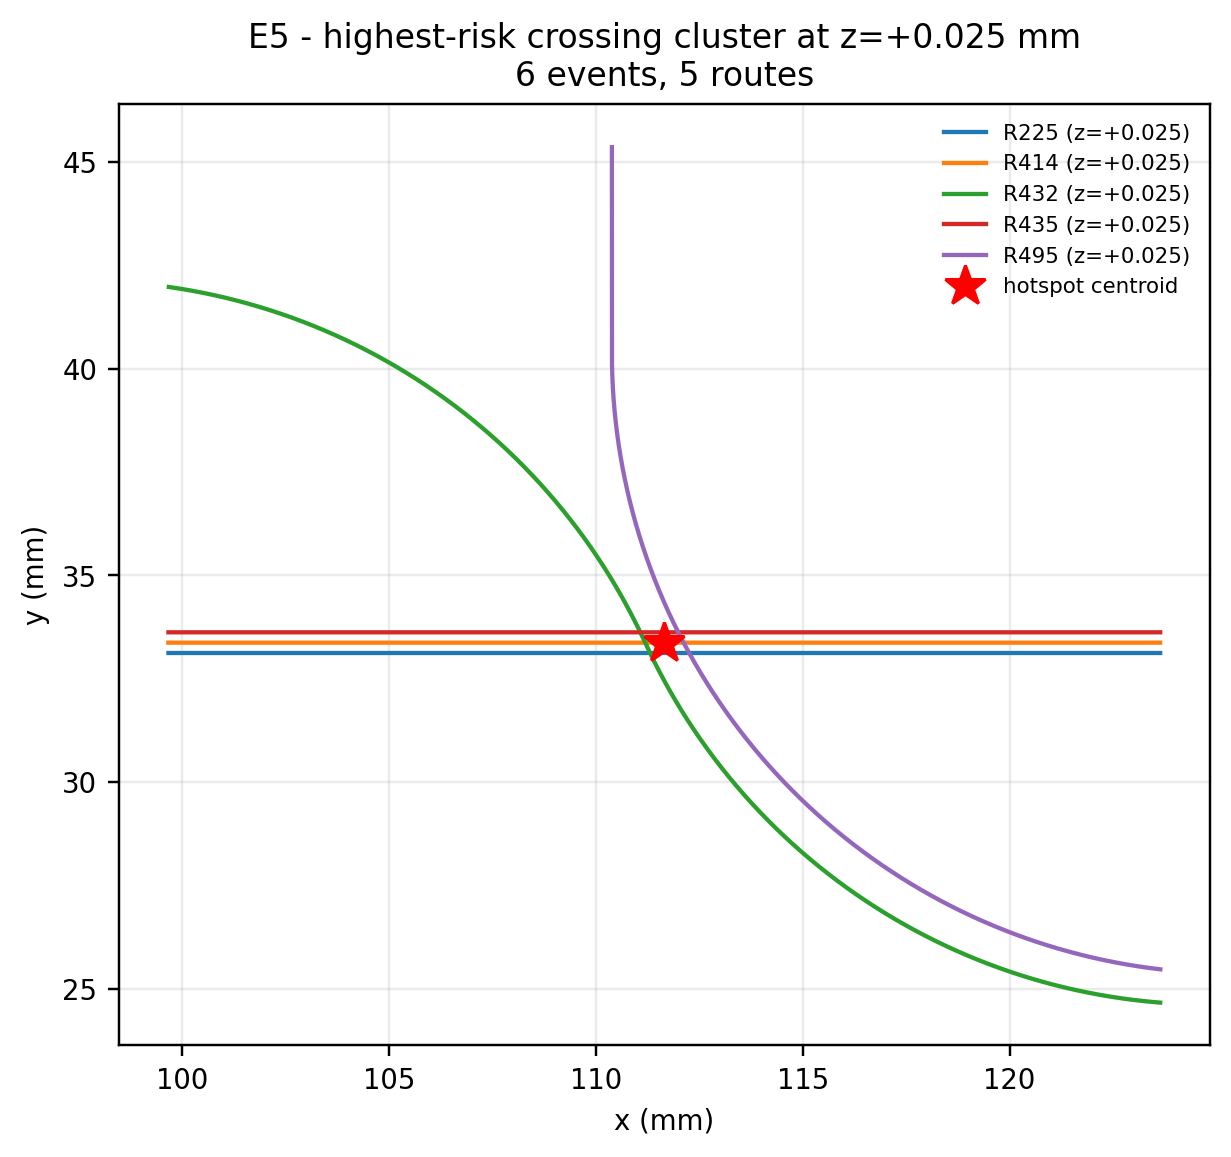 E5 - highest-risk crossing cluster at z=+0.025 mm
6 events, 5 routes
R225 (z=+0.025)
R414 (z=+0.025)
R432 (z=+0.025)
R435 (z=+0.025)
R495 (z=+0.025)
hotspot centroid
45
40
35
30
25
y (mm)
100 105 110 115 120
x (mm)